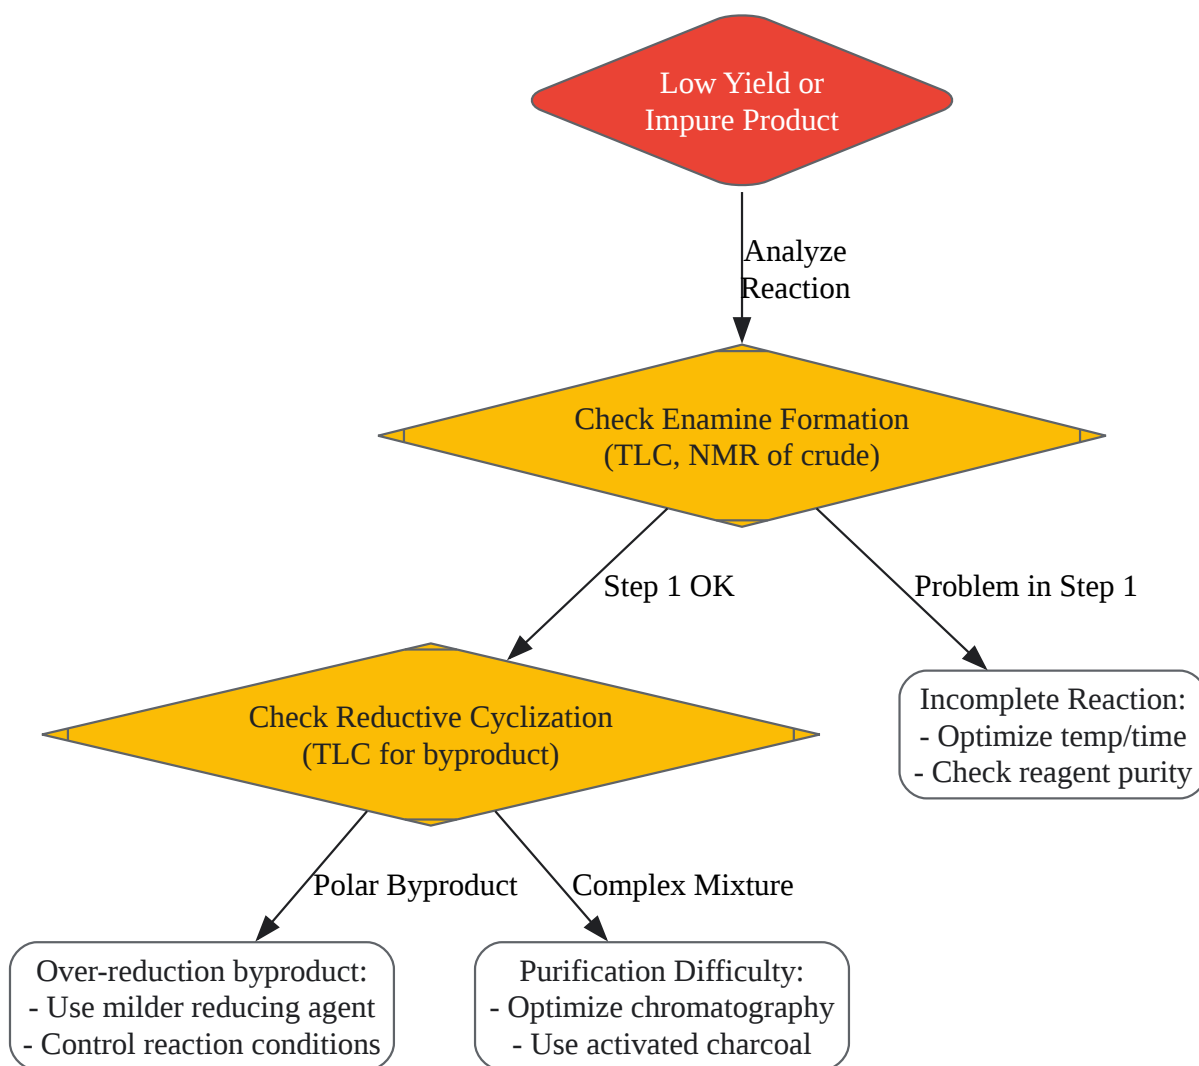 Low Yield or
Impure Product
Analyze
Reaction
Check Enamine Formation
(TLC, NMR of crude)
Step 1 OK
Problem in Step 1
Check Reductive Cyclization
(TLC for byproduct)
Incomplete Reaction:
- Optimize temp/time
- Check reagent purity
Polar Byproduct
Complex Mixture
Over-reduction byproduct:
- Use milder reducing agent
- Control reaction conditions
Purification Difficulty:
- Optimize chromatography
- Use activated charcoal